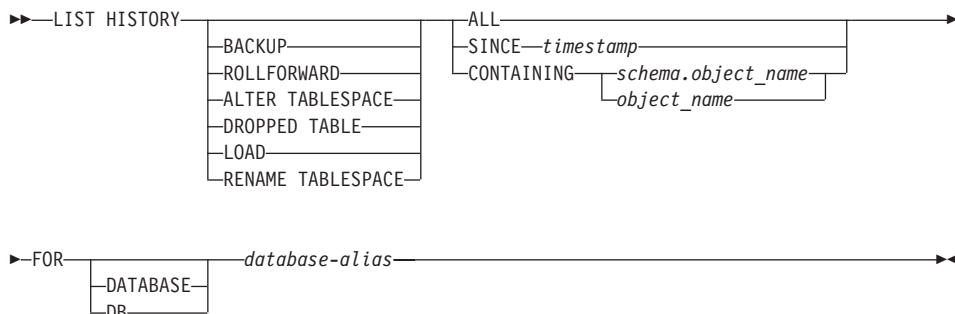 LIST HISTORY ALL
BACKUP SINCE timestamp
ROLLFORWARD CONTAINING schema.object_name
ALTER TABLESPACE object_name
DROPPED TABLE
LOAD
RENAME TABLESPACE
FOR database-alias
DATABASE
DB